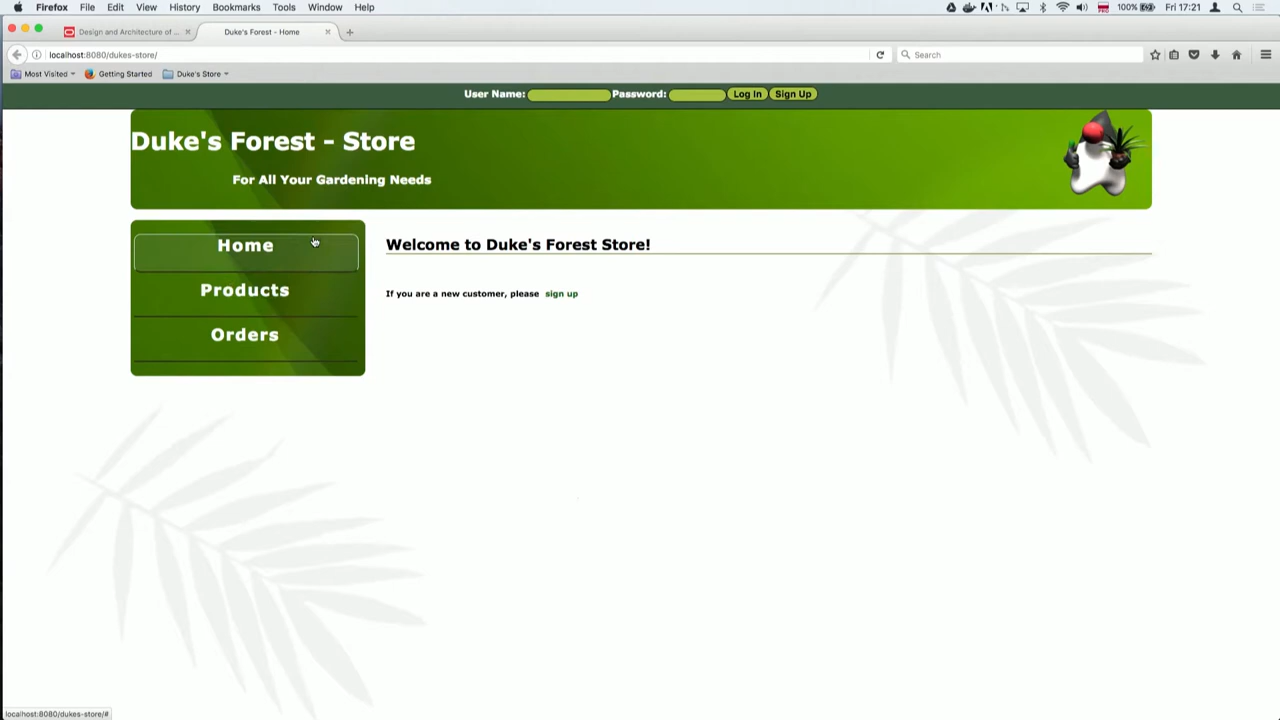 Firefox File Edit View History Bookmarks Tools Window Help 100% Fri 17:21
Design and Architecture of ... Duke's Forest - Home
localhost:8080/dukes-store/ Search
Most Visited Getting Started Duke's Store
User Name: Password: Log In Sign Up
Duke's Forest - Store
For All Your Gardening Needs
Home
Products
Orders
Welcome to Duke's Forest Store!
If you are a new customer, please sign up
localhost:8080/dukes-store/#